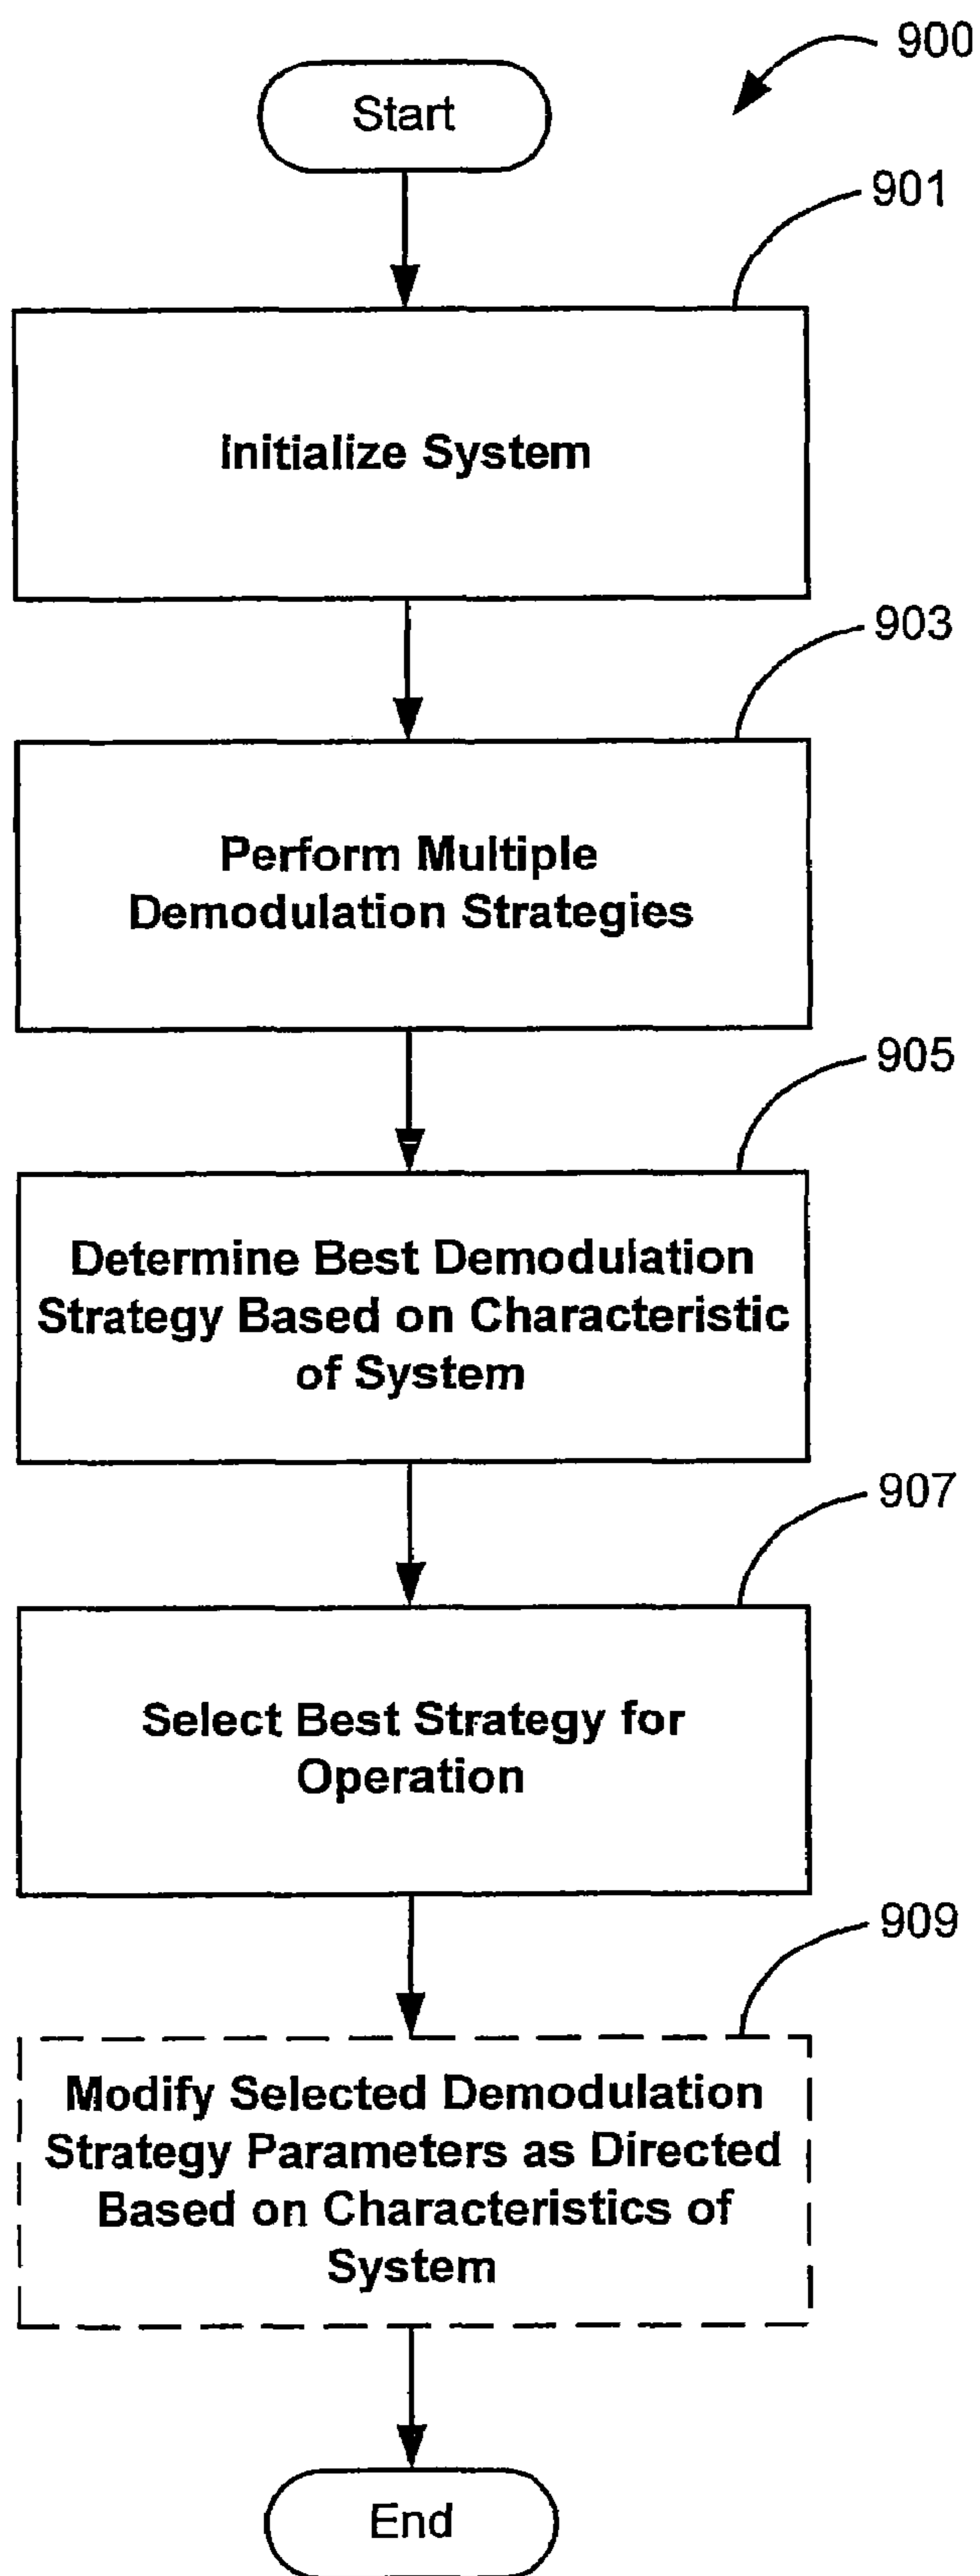 900
Start
901
Initialize System
903
Perform Multiple
Demodulation Strategies
905
Determine Best Demodulation
Strategy Based on Characteristic
of System
907
Select Best Strategy for
Operation
909
Modify Selected Demodulation
Strategy Parameters as Directed
Based on Characteristics of
System
End